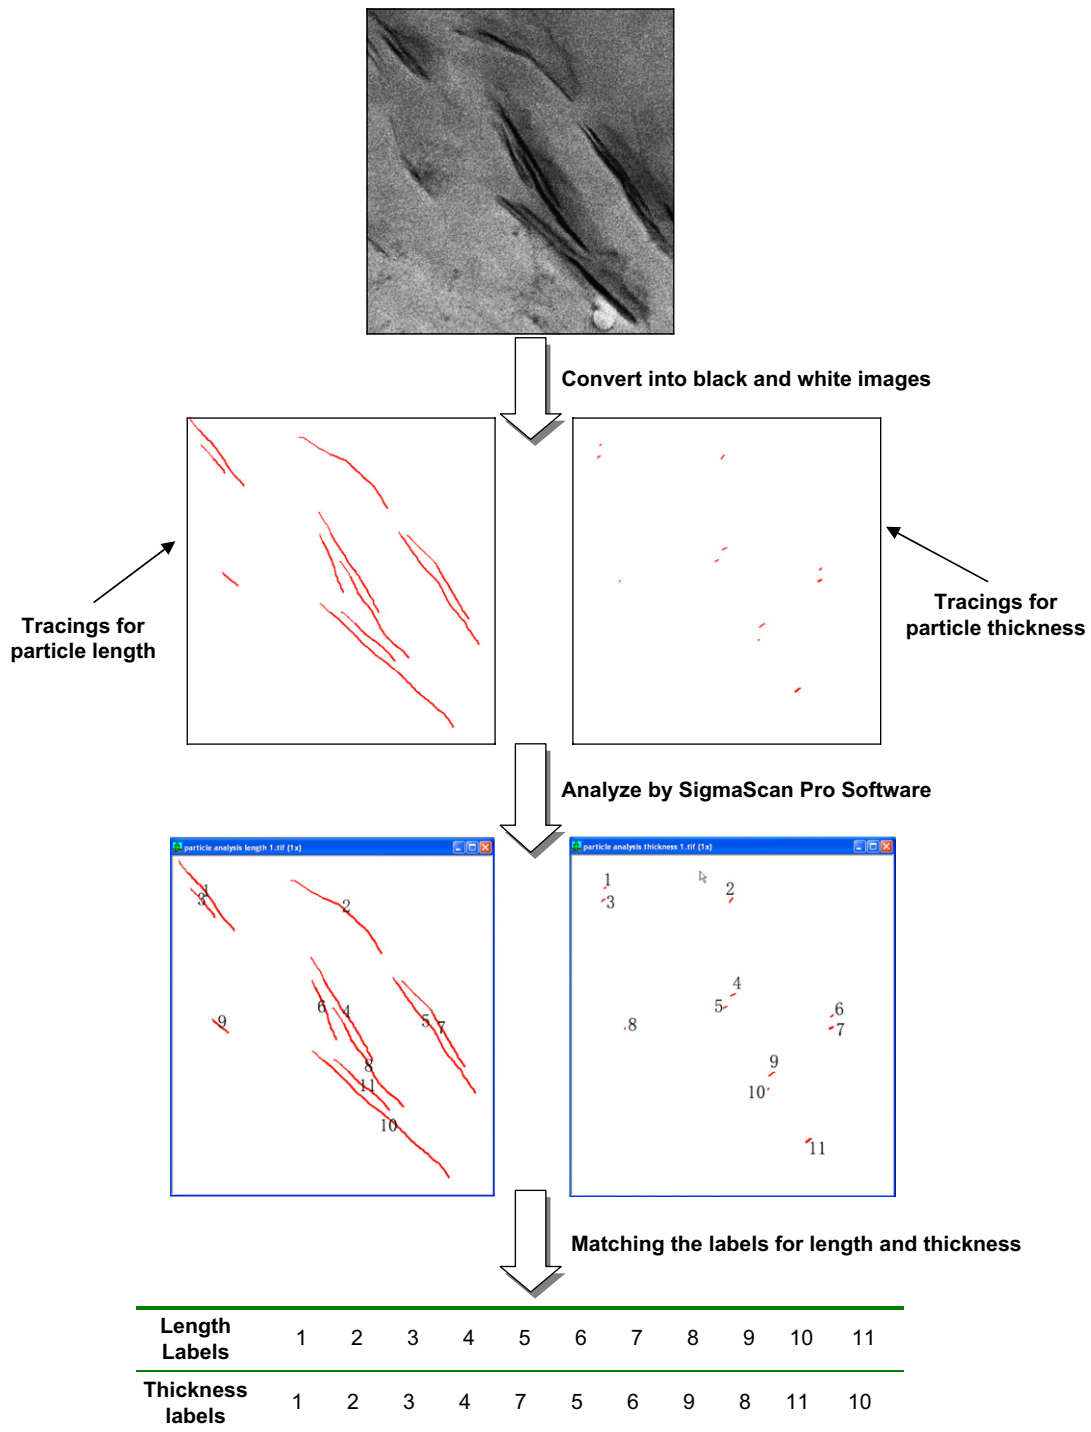 Convert into black and white images
Tracings for
particle length
Tracings for
particle thickness
Analyze by SigmaScan Pro Software
particle analysis length 1.tif (1x)
1
3
2
6
4
5
7
9
8
11
10
particle analysis thickness 1.tif (1x)
1
3
2
4
5
6
7
8
9
10
11
Matching the labels for length and thickness
Length
Labels
1 2 3 4 5 6 7 8 9 10 11
Thickness
labels
1 2 3 4 7 5 6 9 8 11 10